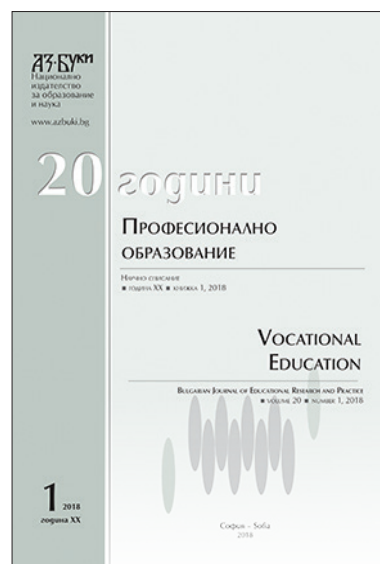 АЗ·БУКИ
Национално
издателство
за образование
и наука
www.azbuki.bg
20 години
Професионално
образование
Научно списание
■ година XX ■ книжка 1, 2018
Vocational
Education
Bulgarian Journal of Educational Research and Practice
■ volume 20 ■ number 1, 2018
1 2018
година XX
София – Sofia
2018